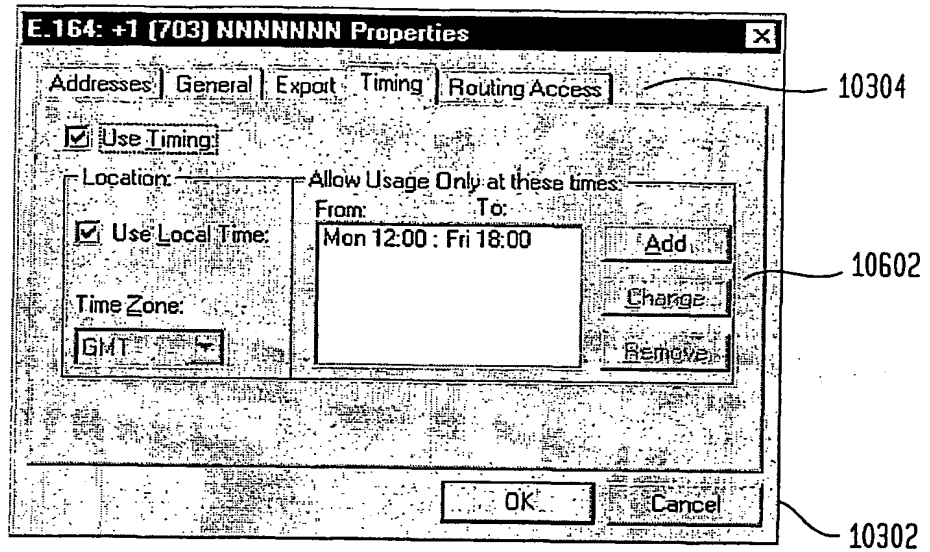 E.164: +1 (703) NNNNNNN Properties
Addresses General Export Timing Routing Access
10304
Use Timing:
Location:
Allow Usage Only at these times:
From: To:
Use Local Time:
Mon 12:00 : Fri 18:00
Add
10602
Change
Time Zone:
GMT
Remove
OK
Cancel
10302